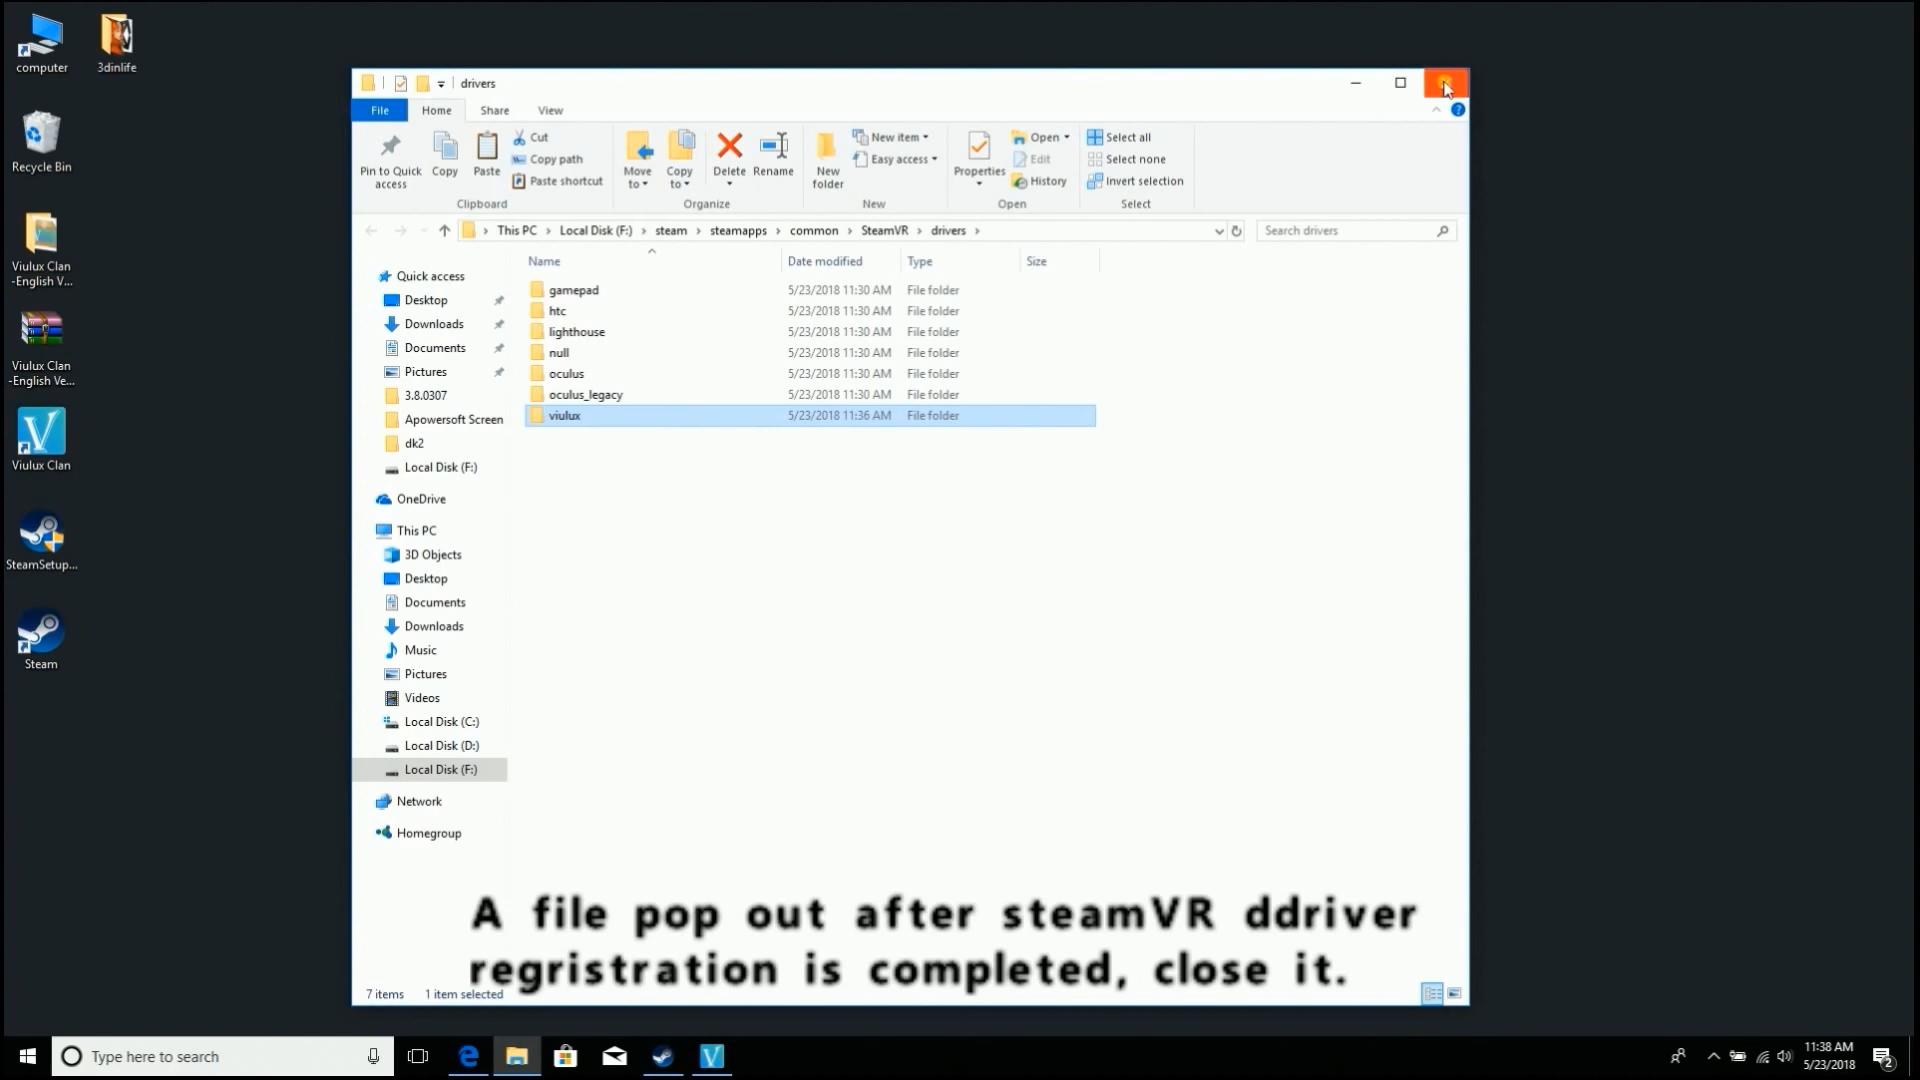 computer
3dinlife
Recycle Bin
Viulux Clan
-English V...
Viulux Clan
-English Ve...
Viulux Clan
SteamSetup...
Steam
drivers
File Home Share View
Pin to Quick
access
Copy
Paste
Cut
Copy path
Paste shortcut
Clipboard
Move
to
Copy
to
Delete
Rename
Organize
New
folder
New item
Easy access
New
Properties
Open
Edit
History
Open
Select all
Select none
Invert selection
Select
This PC > Local Disk (F:) > steam > steamapps > common > SteamVR > drivers >
Search drivers
Name Date modified Type Size
gamepad 5/23/2018 11:30 AM File folder
htc 5/23/2018 11:30 AM File folder
lighthouse 5/23/2018 11:30 AM File folder
null 5/23/2018 11:30 AM File folder
oculus 5/23/2018 11:30 AM File folder
oculus_legacy 5/23/2018 11:30 AM File folder
viulux 5/23/2018 11:36 AM File folder
Quick access
Desktop
Downloads
Documents
Pictures
3.8.0307
Apowersoft Screen
dk2
Local Disk (F:)
OneDrive
This PC
3D Objects
Desktop
Documents
Downloads
Music
Pictures
Videos
Local Disk (C:)
Local Disk (D:)
Local Disk (F:)
Network
Homegroup
A file pop out after steamVR ddriver
regristration is completed, close it.
7 items 1 item selected
Type here to search
11:38 AM
5/23/2018
2